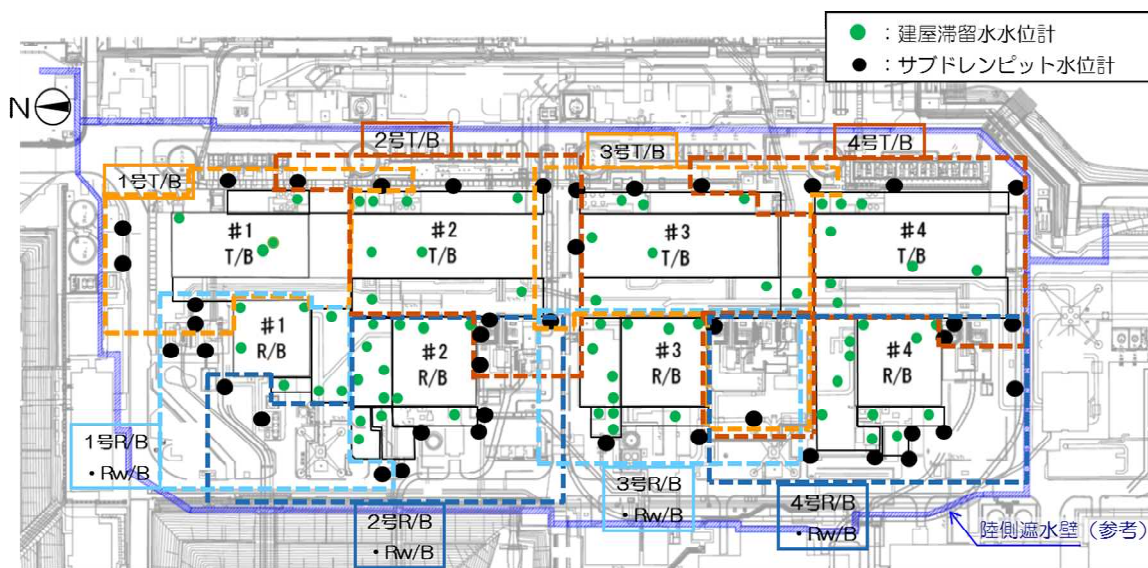 ：建屋滞留水水位計
：サブドレンピット水位計
N
2号T/B
3号T/B
4号T/B
1号T/B
#1
T/B
#2
T/B
#3
T/B
#4
T/B
#1
R/B
#2
R/B
#3
R/B
#4
R/B
1号R/B
・Rw/B
2号R/B
・Rw/B
3号R/B
・Rw/B
4号R/B
・Rw/B
陸側遮水壁（参考）